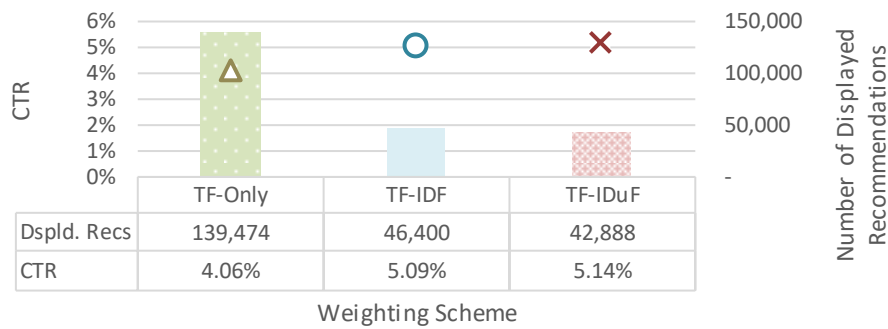 6%
5%
4%
3%
2%
1%
0%
CTR
150,000
100,000
50,000
-
Number of Displayed
Recommendations
TF-Only TF-IDF TF-IDuF
Dspld. Recs 139,474 46,400 42,888
CTR 4.06% 5.09% 5.14%
Weighting Scheme